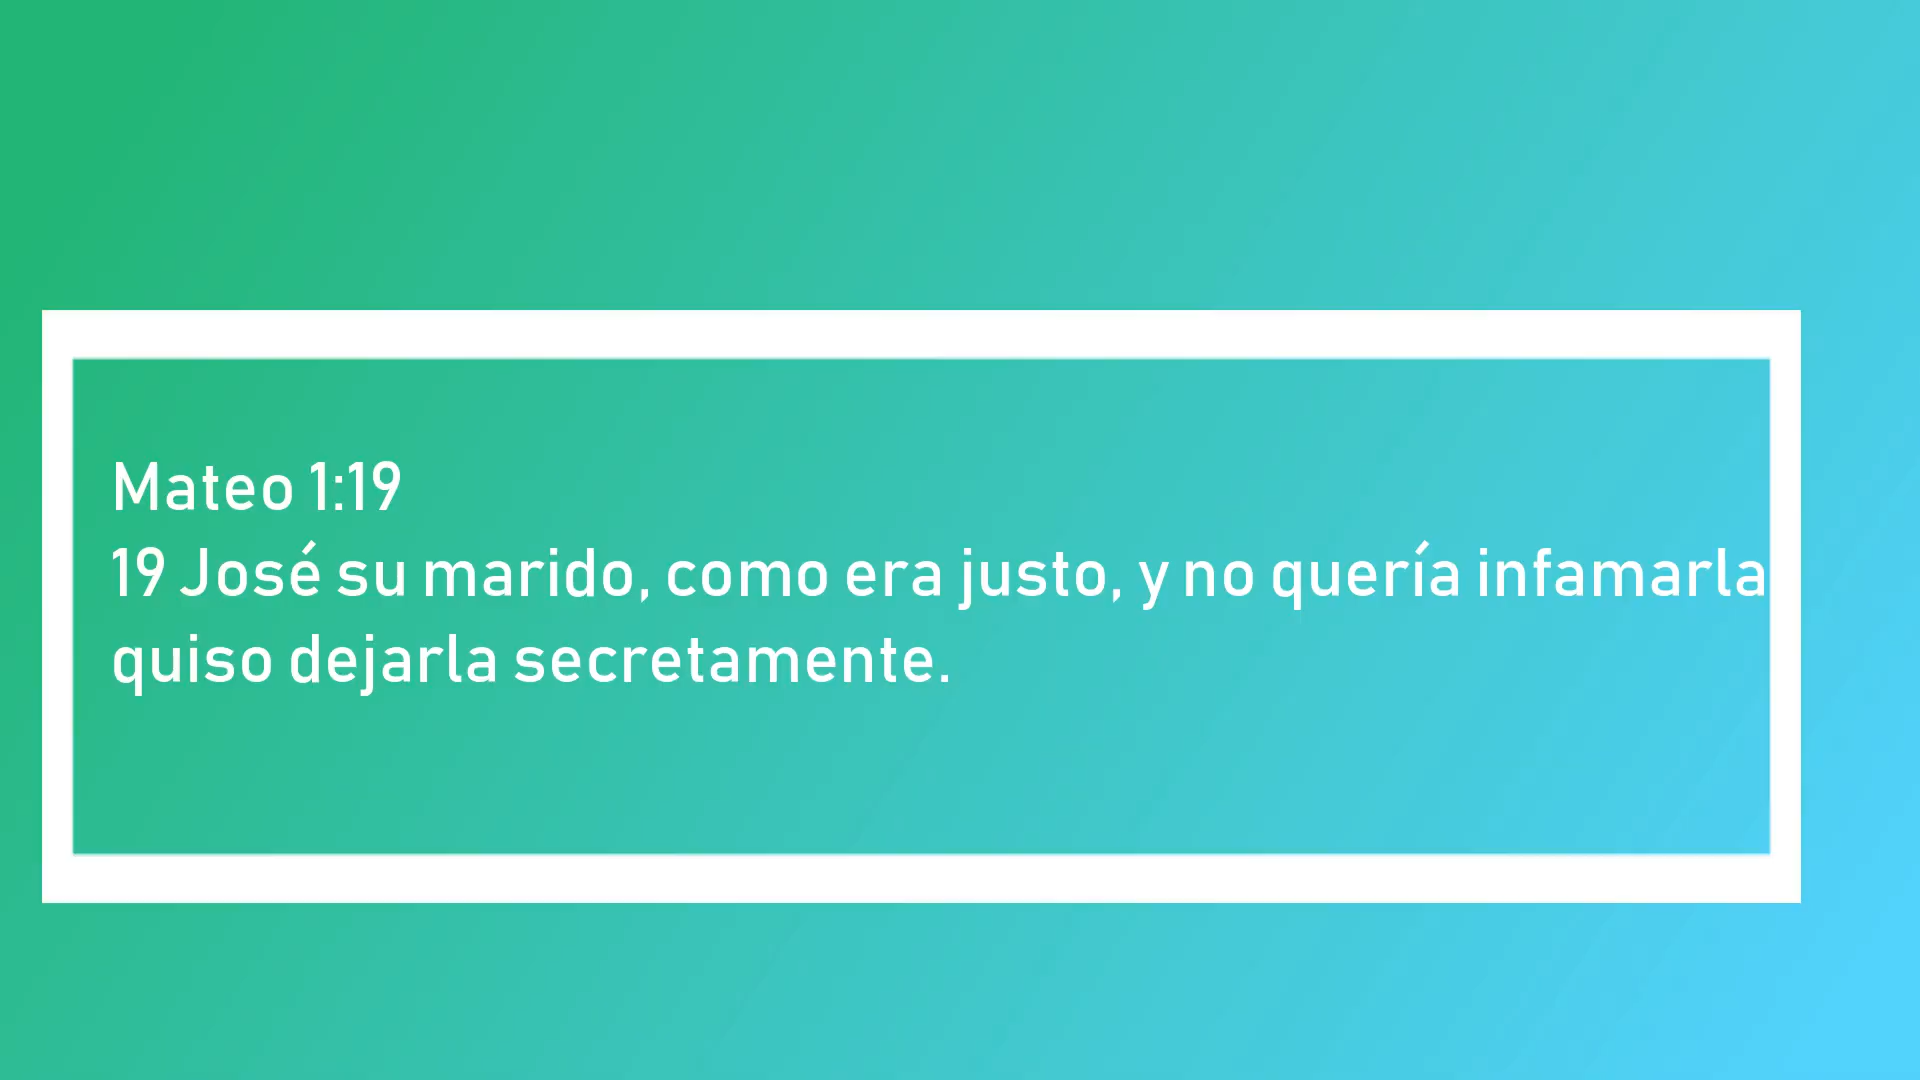 Mateo 1:19
19 José su marido, como era justo, y no quería infamarla
quiso dejarla secretamente.